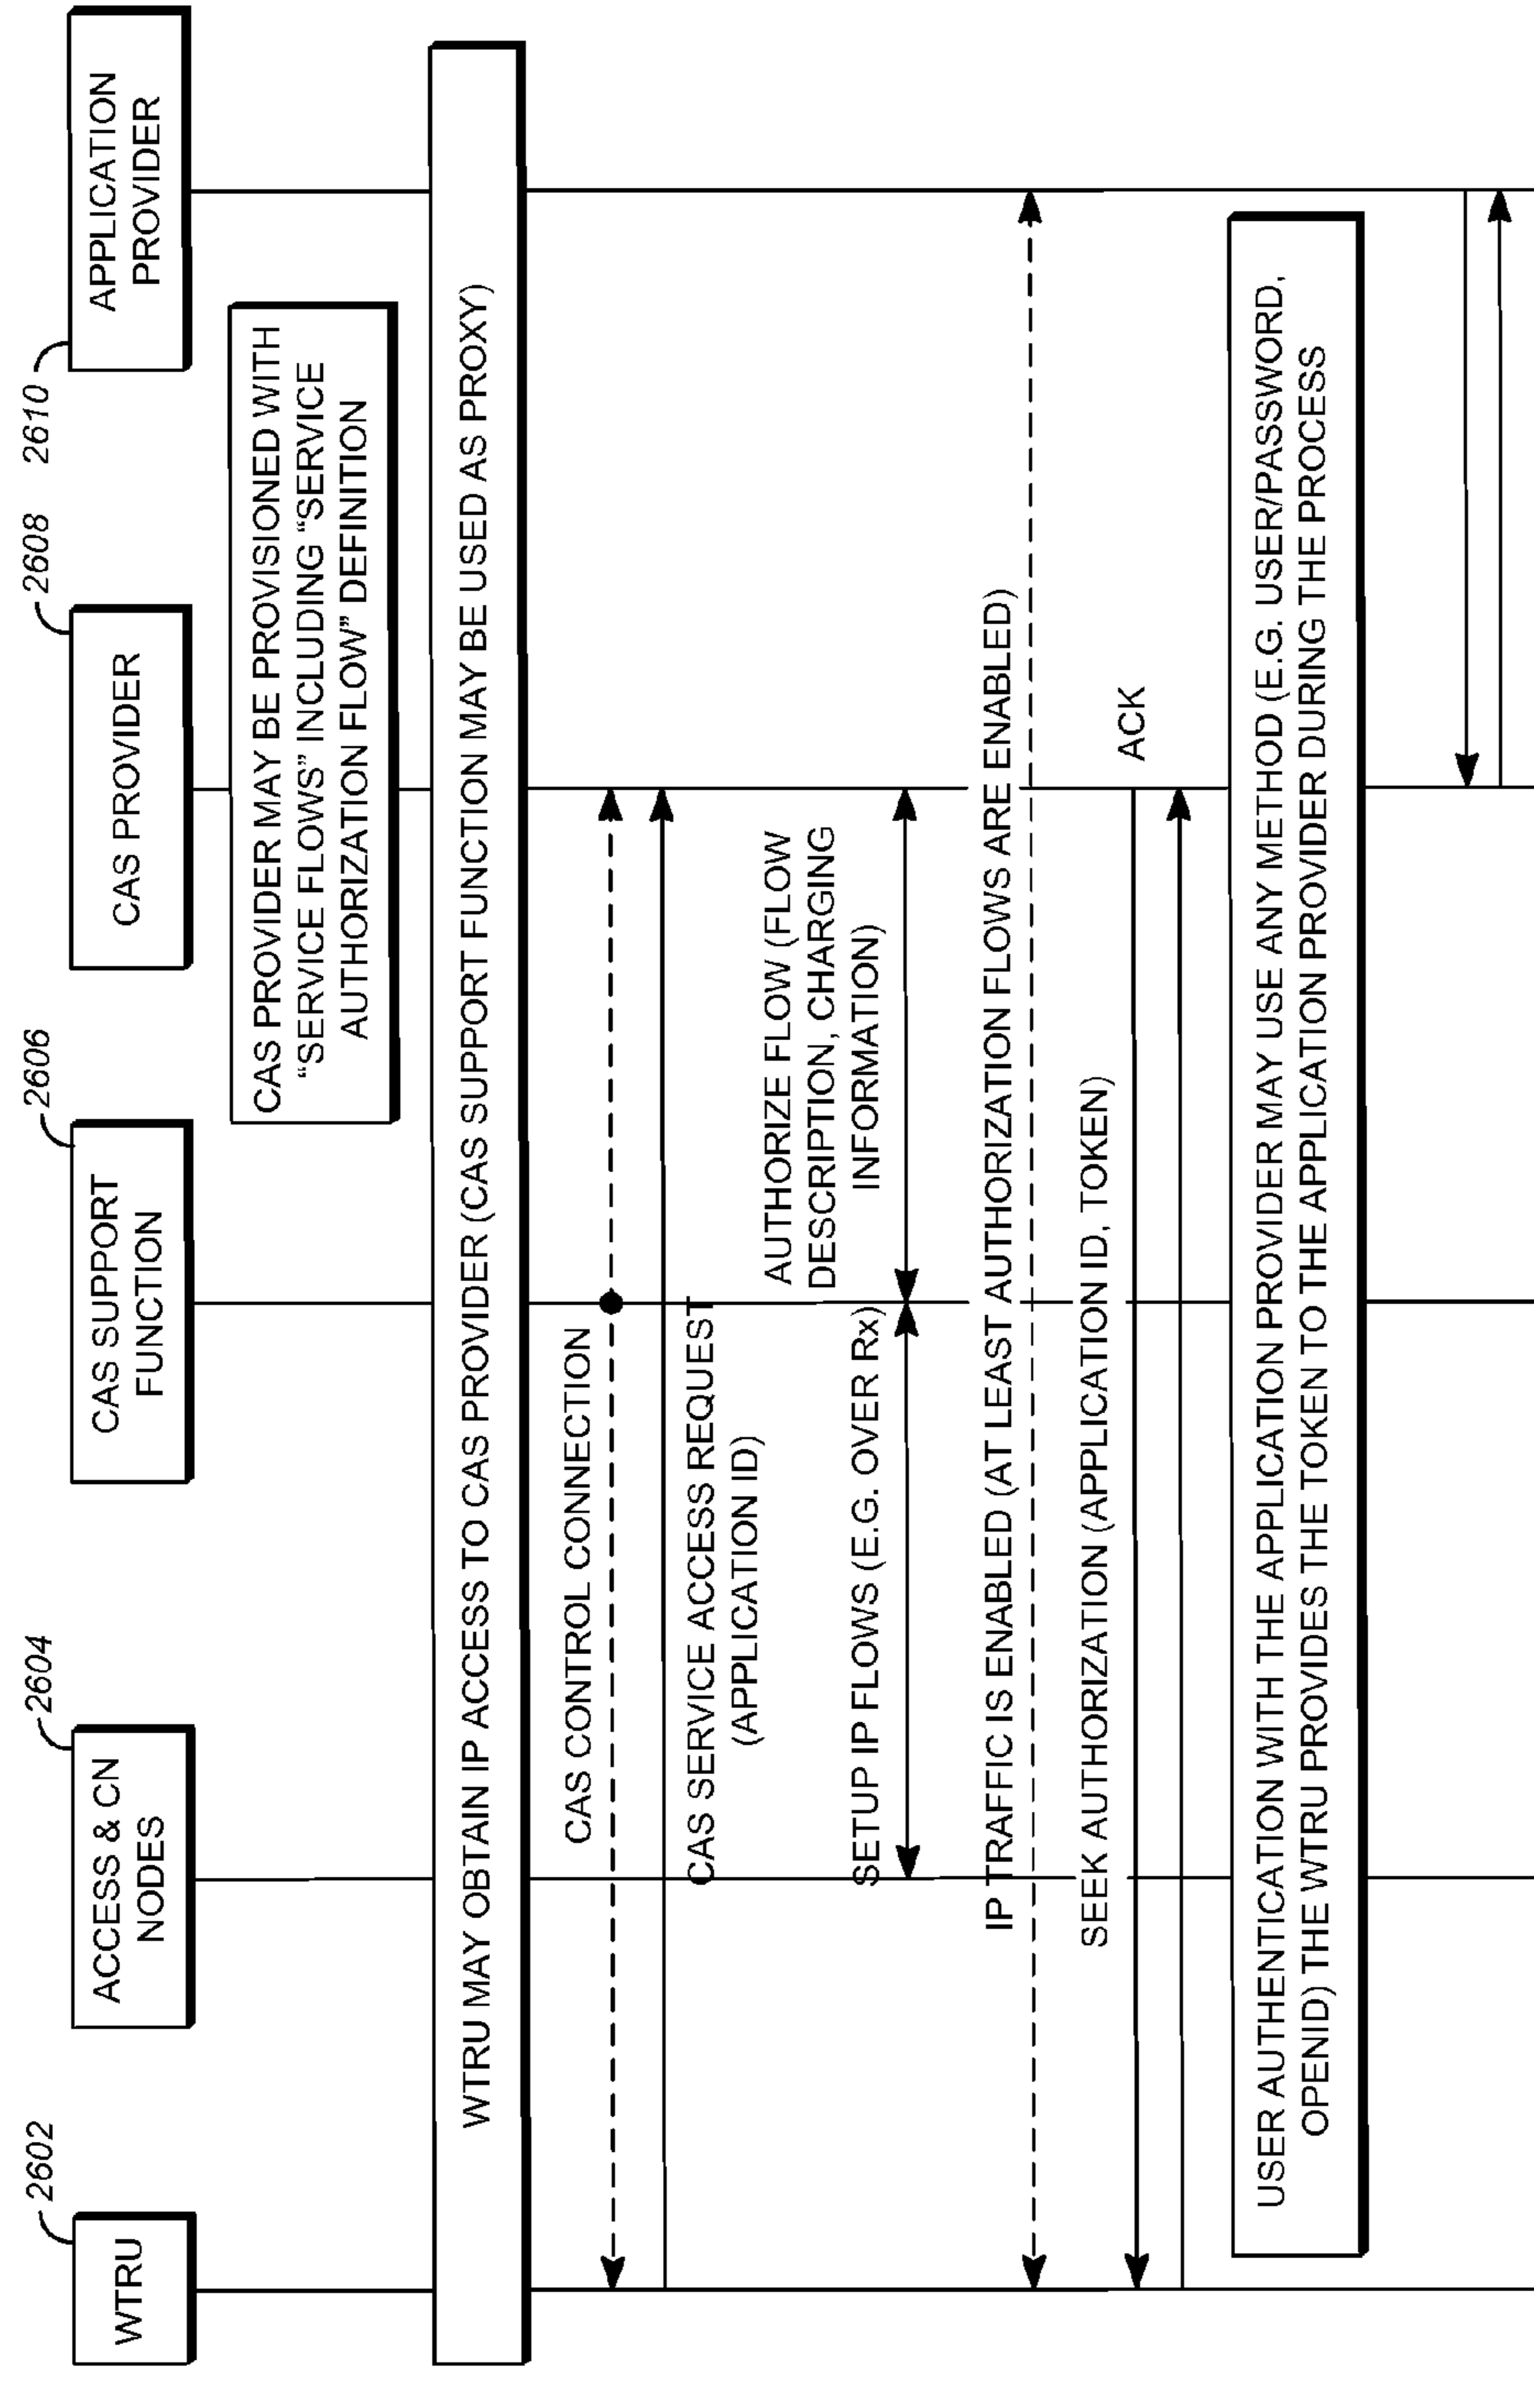 2602
WTRU
2604
ACCESS & CN
NODES
2606
CAS SUPPORT
FUNCTION
2608
CAS PROVIDER
2610
APPLICATION
PROVIDER
CAS PROVIDER MAY BE PROVISIONED WITH
“SERVICE FLOWS” INCLUDING “SERVICE
AUTHORIZATION FLOW” DEFINITION
WTRU MAY OBTAIN IP ACCESS TO CAS PROVIDER (CAS SUPPORT FUNCTION MAY BE USED AS PROXY)
CAS CONTROL CONNECTION
CAS SERVICE ACCESS REQUEST
(APPLICATION ID)
AUTHORIZE FLOW (FLOW
DESCRIPTION, CHARGING
INFORMATION)
SETUP IP FLOWS (E.G. OVER Rx)
IP TRAFFIC IS ENABLED (AT LEAST AUTHORIZATION FLOWS ARE ENABLED)
SEEK AUTHORIZATION (APPLICATION ID, TOKEN)
ACK
USER AUTHENTICATION WITH THE APPLICATION PROVIDER MAY USE ANY METHOD (E.G. USER/PASSWORD,
OPENID) THE WTRU PROVIDES THE TOKEN TO THE APPLICATION PROVIDER DURING THE PROCESS